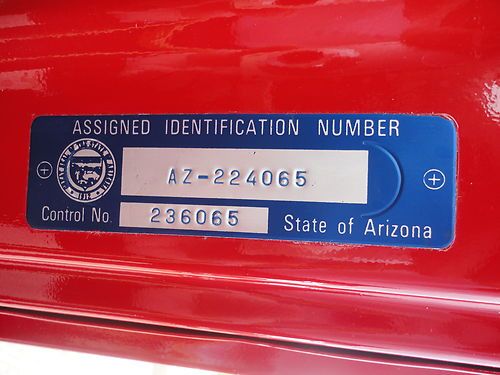 ASSIGNED IDENTIFICATION NUMBER
AZ-224065
Control No. 236065
State of Arizona